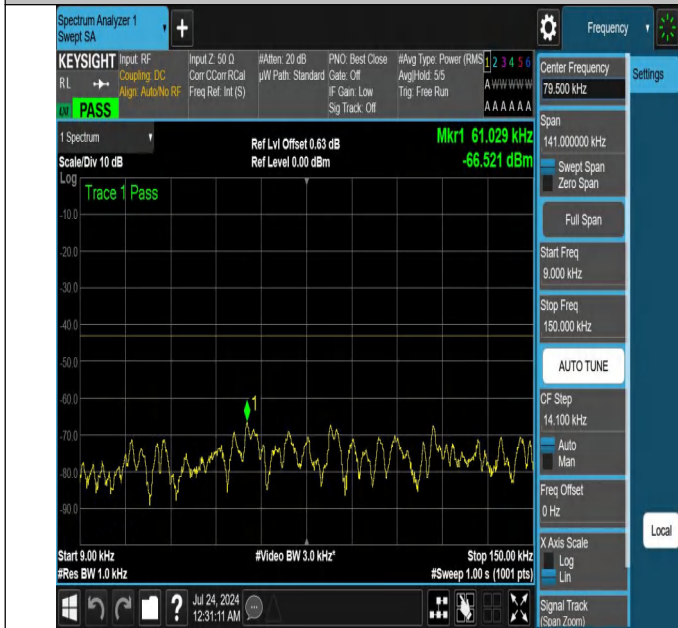 Spectrum Analyzer 1
Swept SA
+
Frequency
KEYSIGHT
RL
PASS
Input: RF
Coupling: DC
Align: Auto/No RF
Input Z: 50 Ω
Corr CCorr RCal
Freq Ref: Int (S)
#Atten: 20 dB
µW Path: Standard
PNO: Best Close
Gate: Off
IF Gain: Low
Sig Track: Off
#Avg Type: Power (RMS
Avg|Hold: 5/5
Trig: Free Run
1 2 3 4 5 6
A W W W W W
A A A A A A
1 Spectrum
Scale/Div 10 dB
Ref Lvl Offset 0.63 dB
Ref Level 0.00 dBm
Mkr1 61.029 kHz
-66.521 dBm
Log
Trace 1 Pass
-10.0
-20.0
-30.0
-40.0
-50.0
-60.0
-70.0
-80.0
-90.0
1
Start 9.00 kHz
#Res BW 1.0 kHz
#Video BW 3.0 kHz*
Stop 150.00 kHz
#Sweep 1.00 s (1001 pts)
?
Jul 24, 2024
12:31:11 AM
Center Frequency
79.500 kHz
Settings
Span
141.000000 kHz
Swept Span
Zero Span
Full Span
Start Freq
9.000 kHz
Stop Freq
150.000 kHz
AUTO TUNE
CF Step
14.100 kHz
Auto
Man
Freq Offset
0 Hz
Local
X Axis Scale
Log
Lin
Signal Track
(Span Zoom)